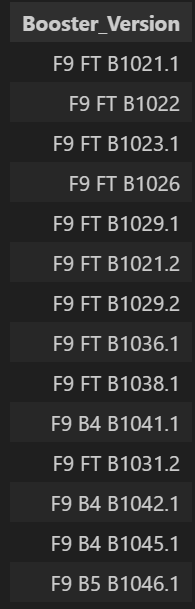 Booster_Version
F9 FT B1021.1
F9 FT B1022
F9 FT B1023.1
F9 FT B1026
F9 FT B1029.1
F9 FT B1021.2
F9 FT B1029.2
F9 FT B1036.1
F9 FT B1038.1
F9 B4 B1041.1
F9 FT B1031.2
F9 B4 B1042.1
F9 B4 B1045.1
F9 B5 B1046.1